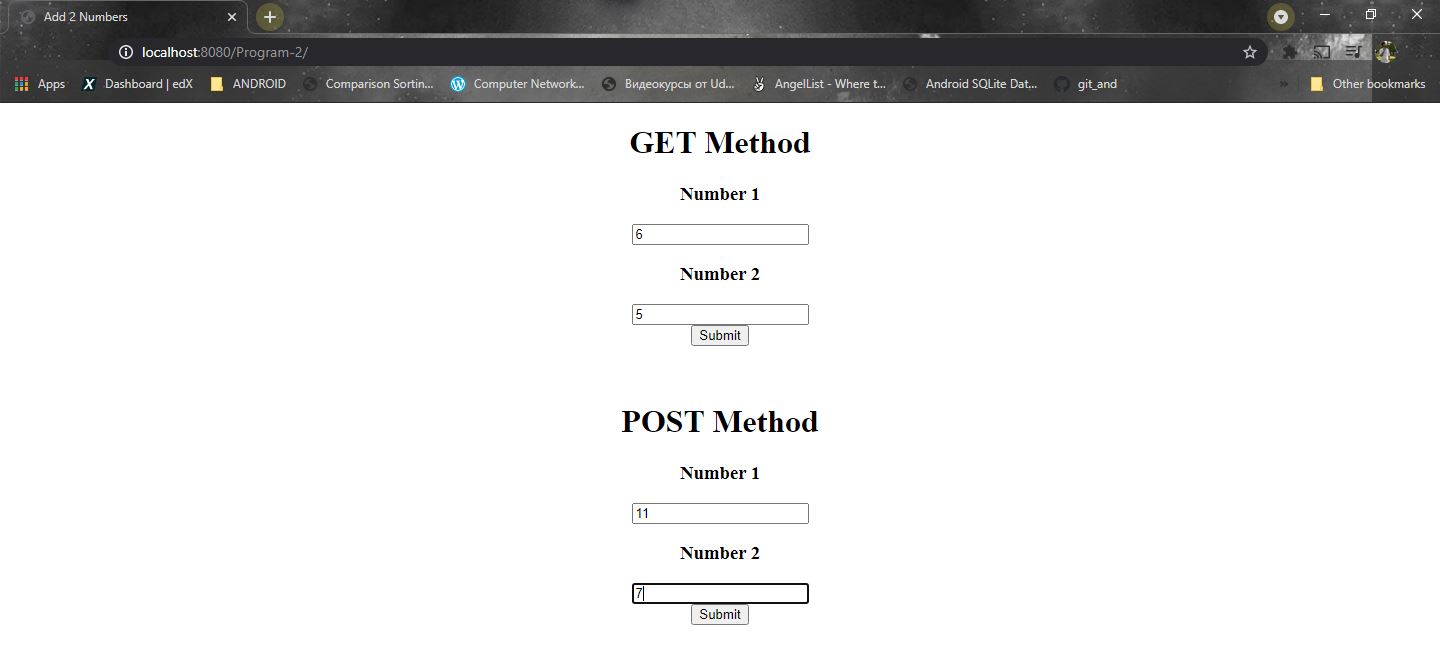 Add 2 Numbers
localhost:8080/Program-2/
Apps Dashboard | edX ANDROID Comparison Sortin... Computer Network... Видеокурсы от Ud... AngelList - Where t... Android SQLite Dat... git_and » Other bookmarks
GET Method
Number 1
6
Number 2
5
Submit
POST Method
Number 1
11
Number 2
7
Submit